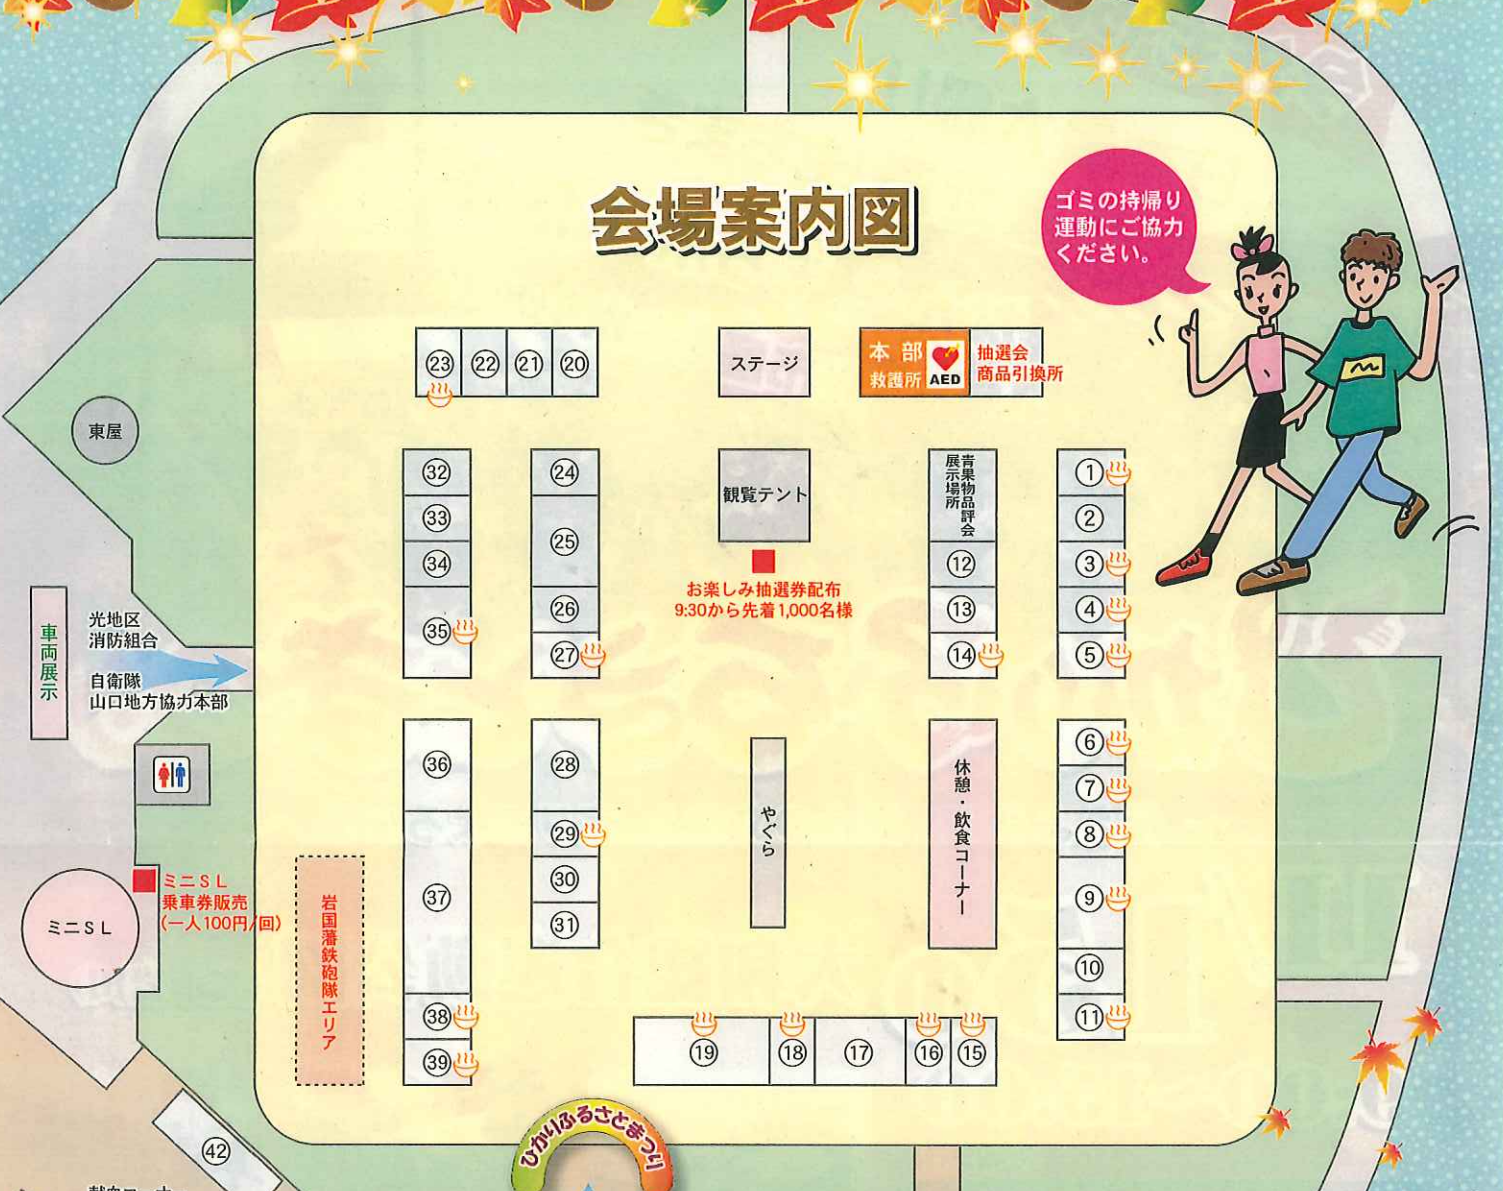 会場案内図
ゴミの持帰り
運動にご協力
ください。
㉓ ㉒ ㉑ ⑳
ステージ
本部
救護所
AED
抽選会
商品引換所
東屋
㉜
㉝
㉞
㉟
㉔
㉕
㉖
㉗
観覧テント
お楽しみ抽選券配布
9:30から先着1,000名様
青果物品評会
展示場所
⑫
⑬
⑭
①
②
③
④
⑤
車両展示
光地区
消防組合
自衛隊
山口地方協力本部
㊱
㊲
㊳
㊴
㉘
㉙
㉚
㉛
やぐら
休憩・飲食コーナー
⑥
⑦
⑧
⑨
⑩
⑪
ミニSL
乗車券販売
(一人100円/回)
ミニSL
岩国藩鉄砲隊エリア
⑲ ⑱ ⑰ ⑯ ⑮
ひかりふるさとまつり
㊷